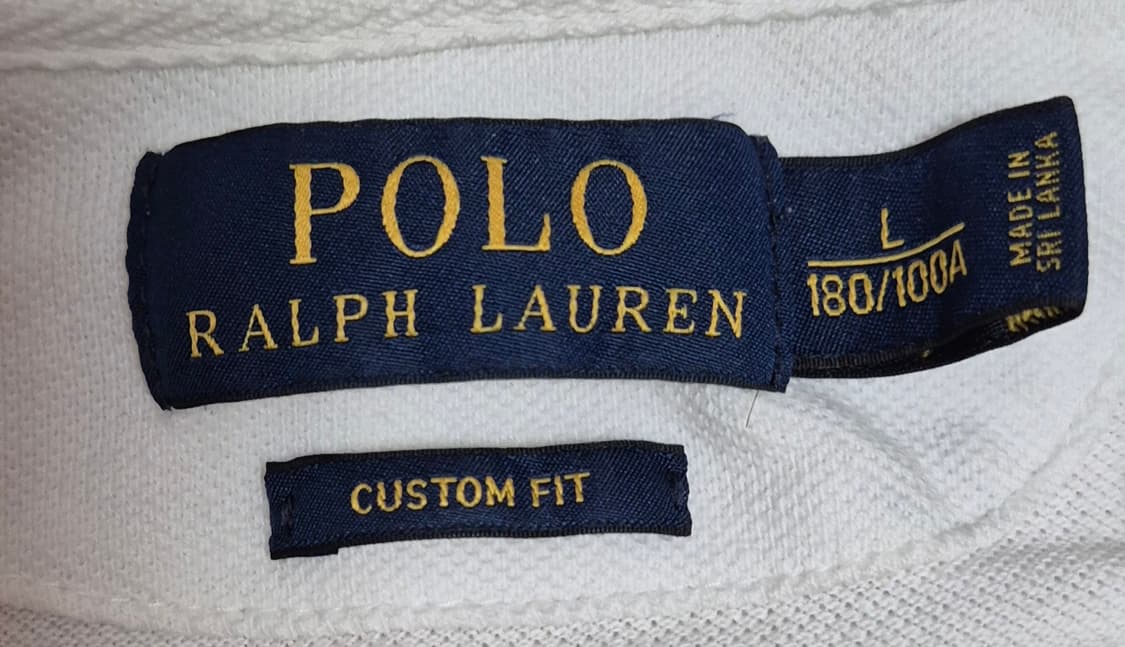 POLO
RALPH LAUREN
L
180/100A
MADE IN
SRI LANKA
CUSTOM FIT